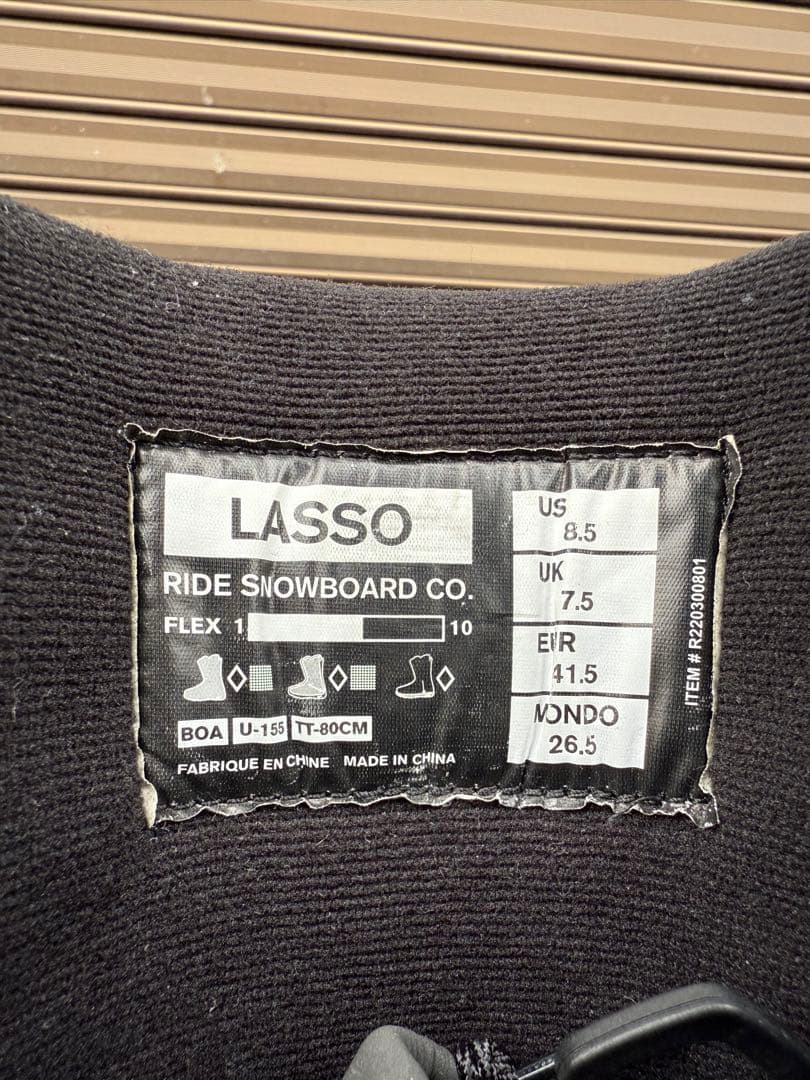 LASSO
RIDE SNOWBOARD CO.
FLEX 1 10
BOA U-155 TT-80CM
FABRIQUE EN CHINE MADE IN CHINA
US
8.5
UK
7.5
EUR
41.5
MONDO
26.5
ITEM # R220300801